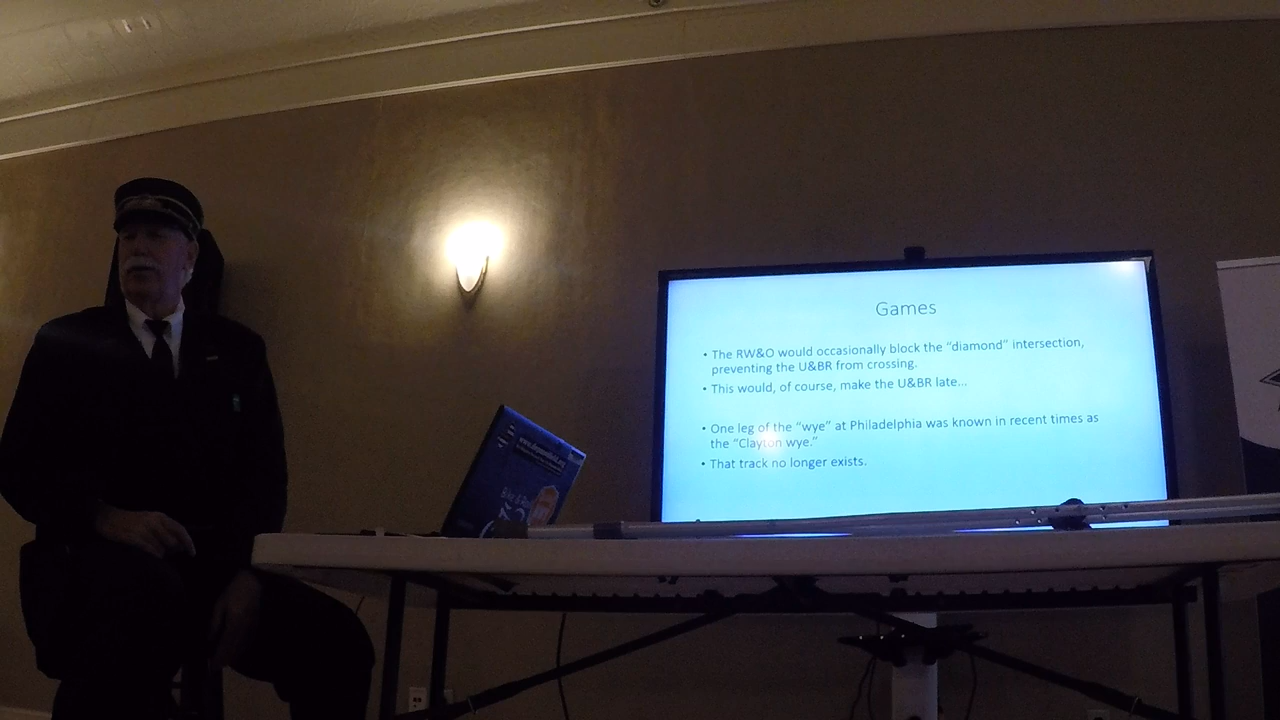 Games
• The RW&O would occasionally block the “diamond” intersection,
preventing the U&BR from crossing.
• This would, of course, make the U&BR late...
• One leg of the “wye” at Philadelphia was known in recent times as
the “Clayton wye.”
• That track no longer exists.